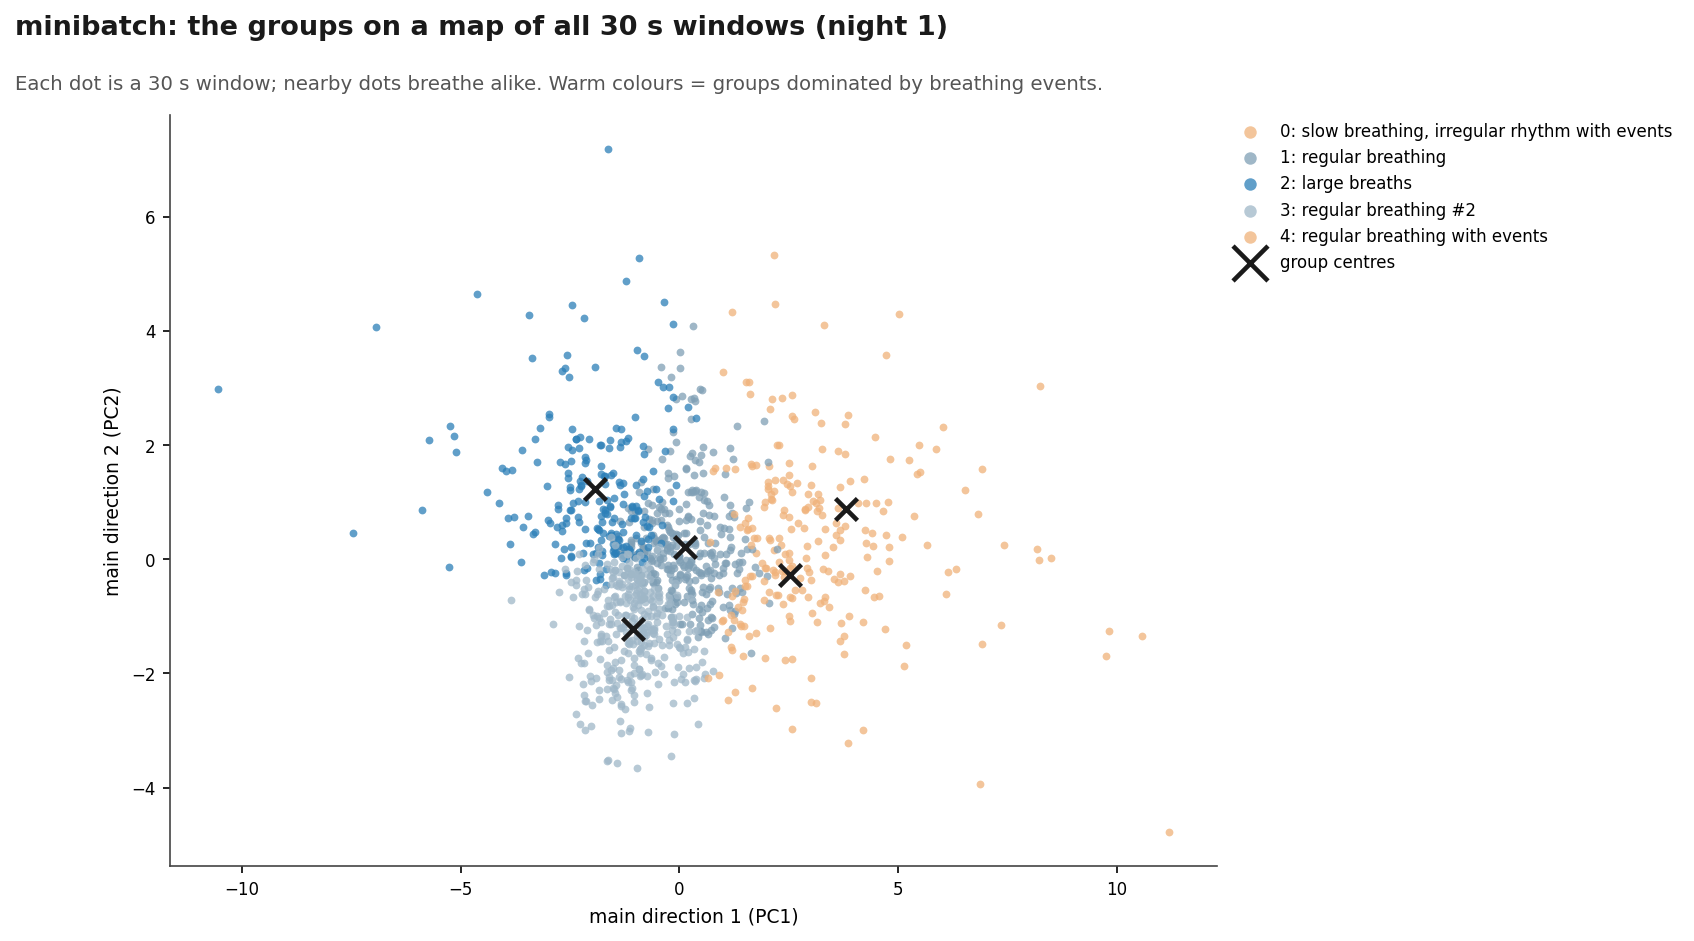 minibatch: the groups on a map of all 30 s windows (night 1)
Each dot is a 30 s window; nearby dots breathe alike. Warm colours = groups dominated by breathing events.
0: slow breathing, irregular rhythm with events
1: regular breathing
2: large breaths
3: regular breathing #2
4: regular breathing with events
group centres
main direction 2 (PC2)
6
4
2
0
−2
−4
−10
−5
0
5
10
main direction 1 (PC1)